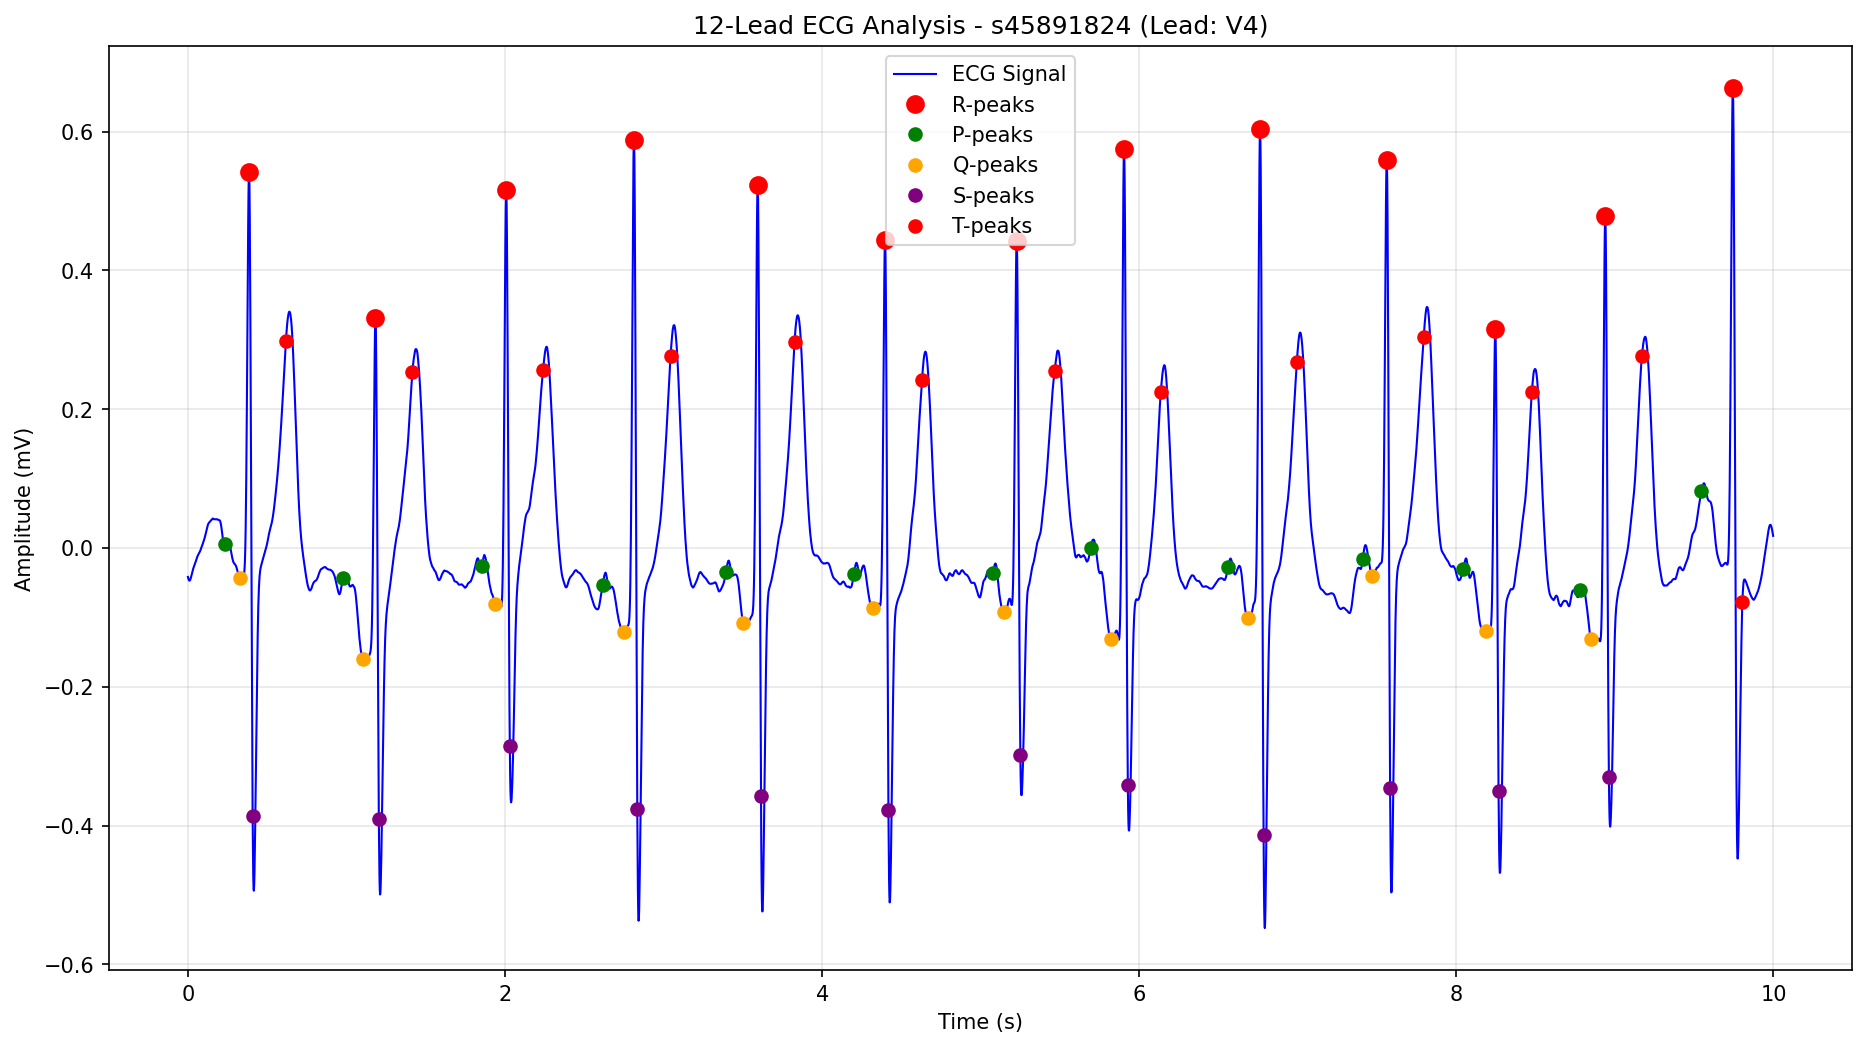 12-Lead ECG Analysis - s45891824 (Lead: V4)
ECG Signal
R-peaks
P-peaks
Q-peaks
S-peaks
T-peaks
Amplitude (mV)
0.6
0.4
0.2
0.0
−0.2
−0.4
−0.6
0 2 4 6 8 10
Time (s)